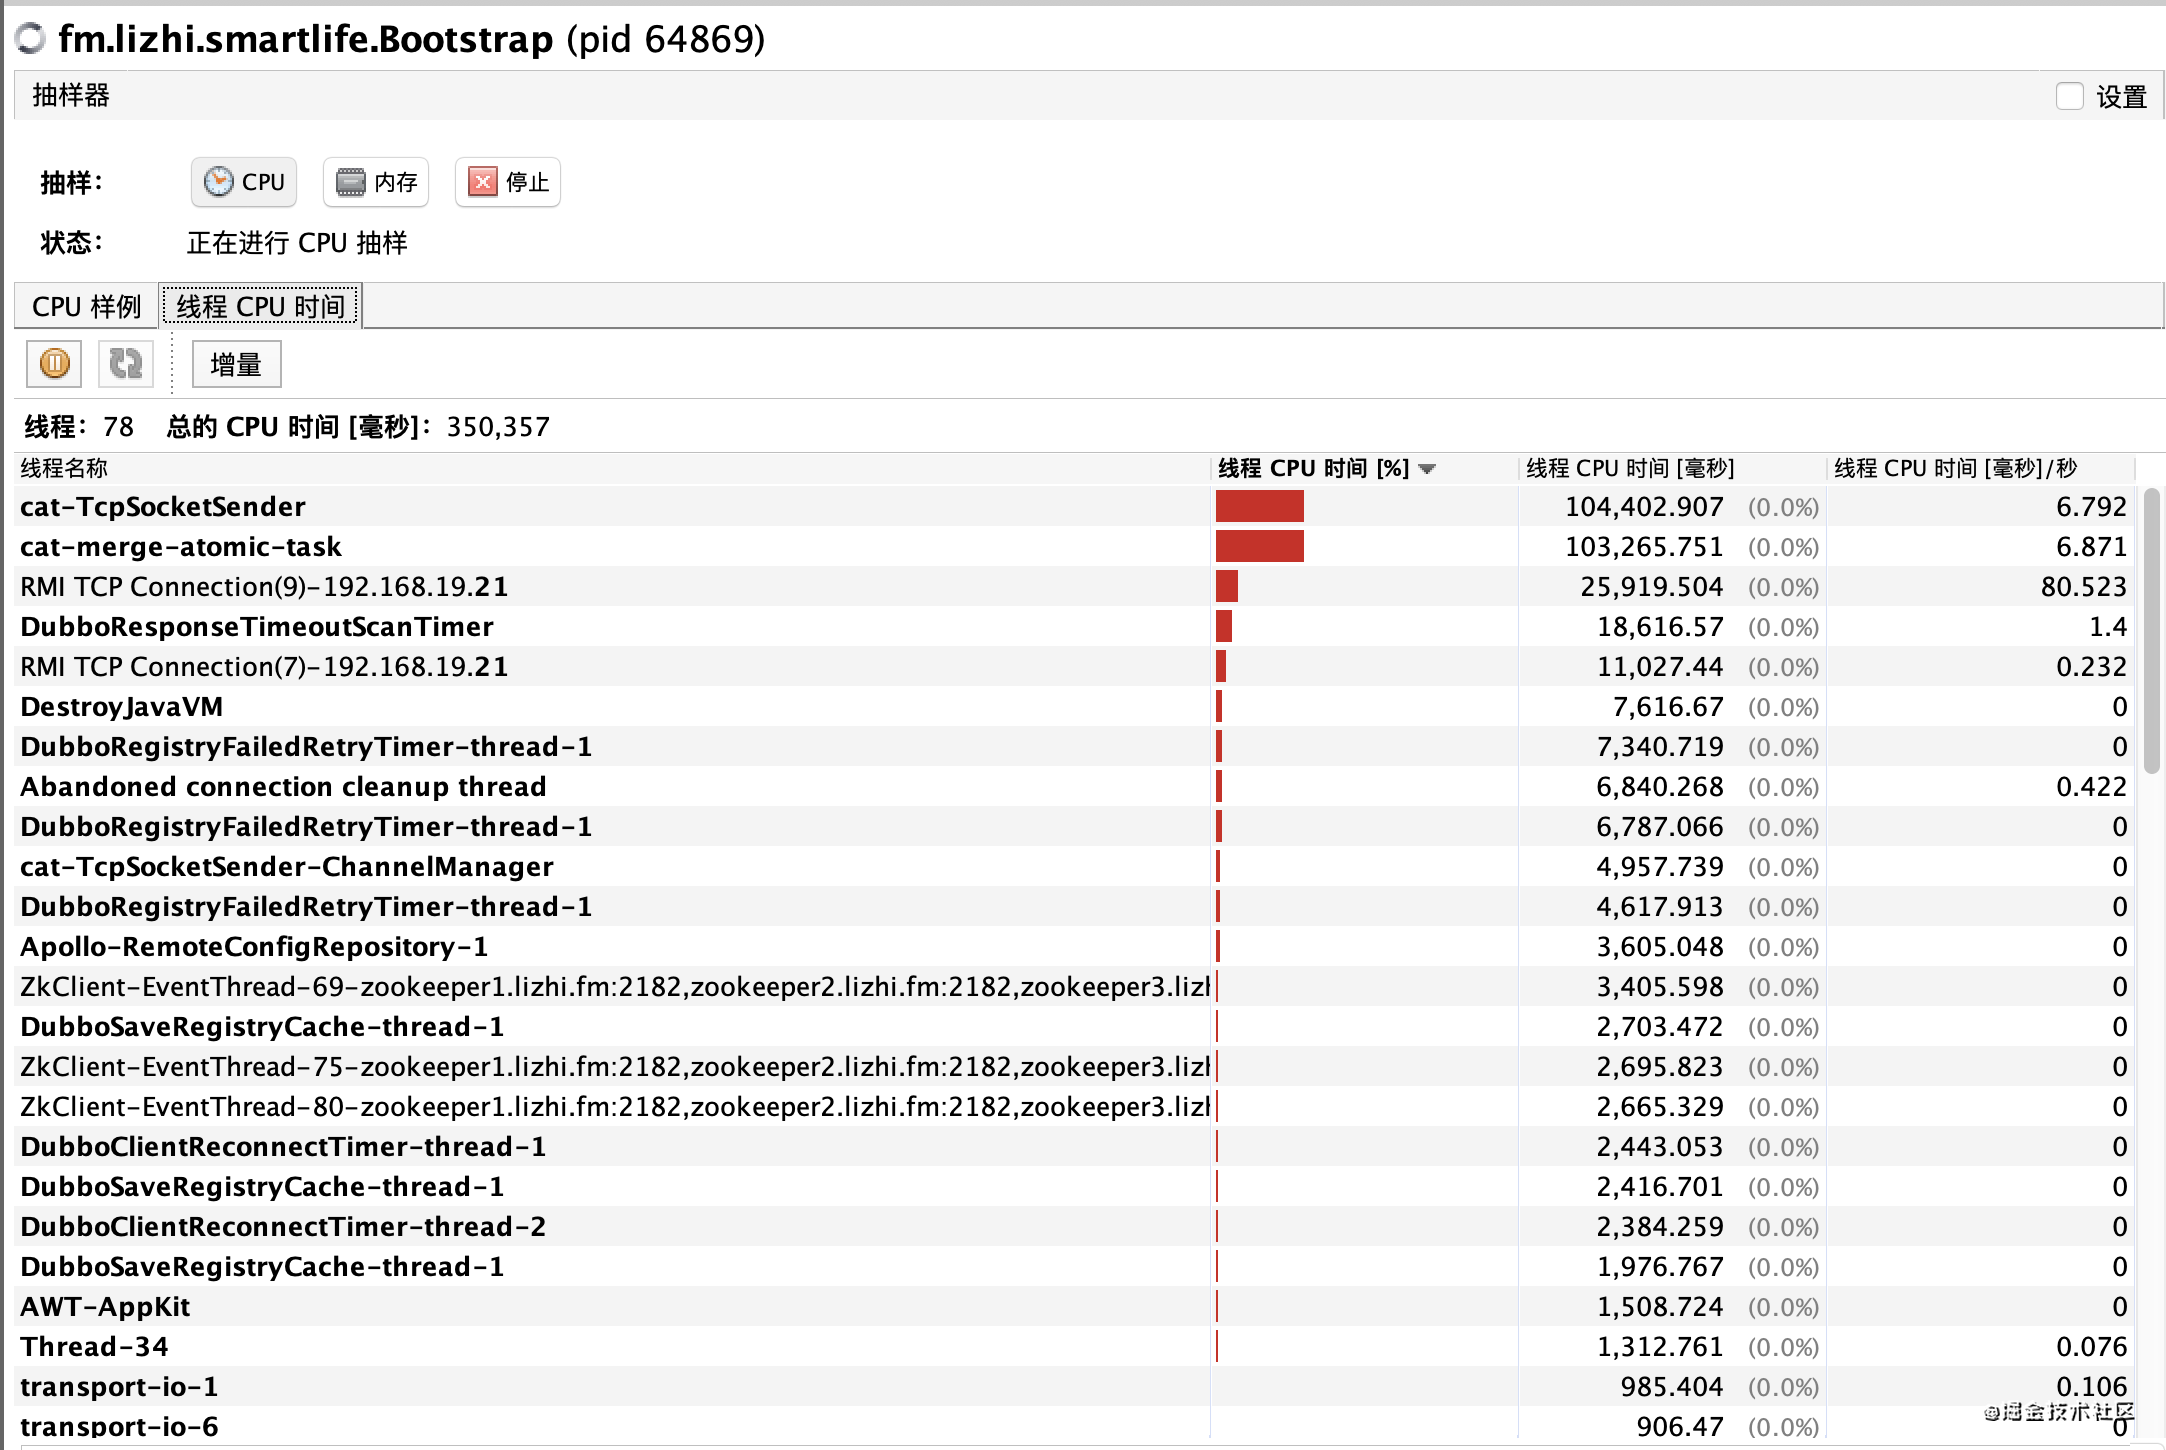 fm.lizhi.smartlife.Bootstrap (pid 64869)
抽样器 设置
抽样： CPU 内存 停止
状态： 正在进行 CPU 抽样
CPU 样例 线程 CPU 时间
增量
线程： 78 总的 CPU 时间 [毫秒]： 350,357
线程名称 线程 CPU 时间 [%] 线程 CPU 时间 [毫秒] 线程 CPU 时间 [毫秒]/秒
cat-TcpSocketSender 104,402.907 (0.0%) 6.792
cat-merge-atomic-task 103,265.751 (0.0%) 6.871
RMI TCP Connection(9)-192.168.19.21 25,919.504 (0.0%) 80.523
DubboResponseTimeoutScanTimer 18,616.57 (0.0%) 1.4
RMI TCP Connection(7)-192.168.19.21 11,027.44 (0.0%) 0.232
DestroyJavaVM 7,616.67 (0.0%) 0
DubboRegistryFailedRetryTimer-thread-1 7,340.719 (0.0%) 0
Abandoned connection cleanup thread 6,840.268 (0.0%) 0.422
DubboRegistryFailedRetryTimer-thread-1 6,787.066 (0.0%) 0
cat-TcpSocketSender-ChannelManager 4,957.739 (0.0%) 0
DubboRegistryFailedRetryTimer-thread-1 4,617.913 (0.0%) 0
Apollo-RemoteConfigRepository-1 3,605.048 (0.0%) 0
ZkClient-EventThread-69-zookeeper1.lizhi.fm:2182,zookeeper2.lizhi.fm:2182,zookeeper3.lizh 3,405.598 (0.0%) 0
DubboSaveRegistryCache-thread-1 2,703.472 (0.0%) 0
ZkClient-EventThread-75-zookeeper1.lizhi.fm:2182,zookeeper2.lizhi.fm:2182,zookeeper3.lizh 2,695.823 (0.0%) 0
ZkClient-EventThread-80-zookeeper1.lizhi.fm:2182,zookeeper2.lizhi.fm:2182,zookeeper3.lizh 2,665.329 (0.0%) 0
DubboClientReconnectTimer-thread-1 2,443.053 (0.0%) 0
DubboSaveRegistryCache-thread-1 2,416.701 (0.0%) 0
DubboClientReconnectTimer-thread-2 2,384.259 (0.0%) 0
DubboSaveRegistryCache-thread-1 1,976.767 (0.0%) 0
AWT-AppKit 1,508.724 (0.0%) 0
Thread-34 1,312.761 (0.0%) 0.076
transport-io-1 985.404 (0.0%) 0.106
transport-io-6 906.47 (0.0%) 0
@掘金技术社区